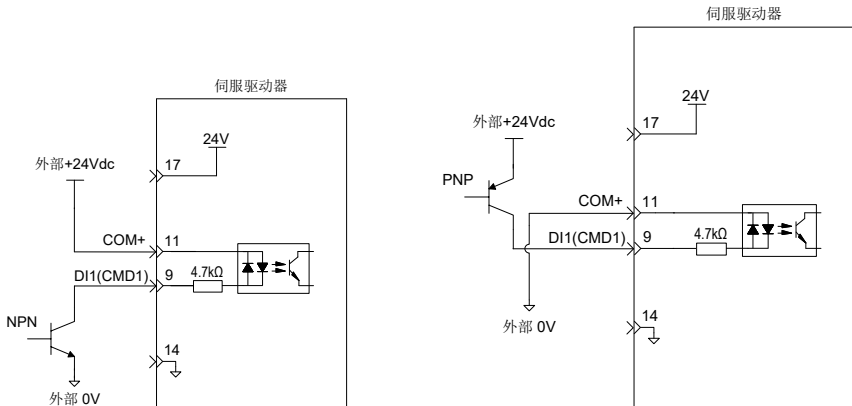 伺服驱动器
24V
17
外部+24Vdc
COM+
11
DI1(CMD1)
9
4.7kΩ
NPN
14
外部 0V
伺服驱动器
24V
17
外部+24Vdc
PNP
COM+
11
DI1(CMD1)
9
4.7kΩ
外部 0V
14